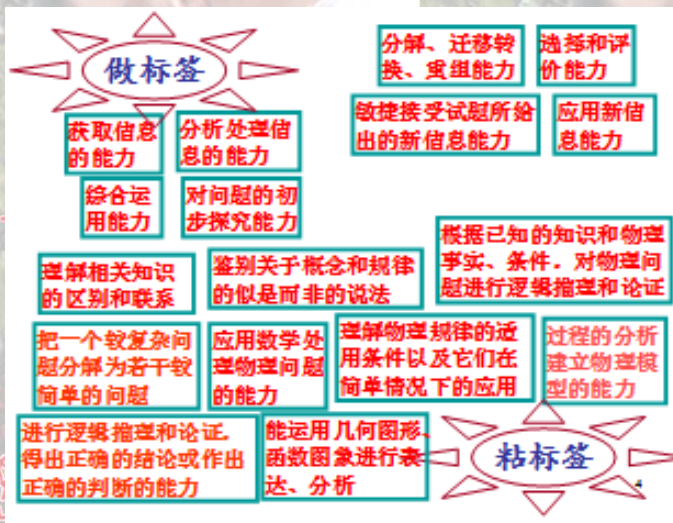 做标签
分解、迁移转
换、重组能力
选择和评
价能力
获取信息
的能力
分析处理信
息的能力
敏捷接受试题所给
出的新信息能力
应用新信
息能力
综合运
用能力
对问题的初
步探究能力
理解相关知识
的区别和联系
鉴别关于概念和规律
的似是而非的说法
根据已知的知识和物理
事实、条件，对物理问
题进行逻辑推理和论证
把一个较复杂问
题分解为若干较
简单的问题
应用数学处
理物理问题
的能力
理解物理规律的适
用条件以及它们在
简单情况下的应用
过程的分析
建立物理模
型的能力
进行逻辑推理和论证，
得出正确的结论或作出
正确的判断的能力
能运用几何图形、
函数图象进行表
达、分析
粘标签
4